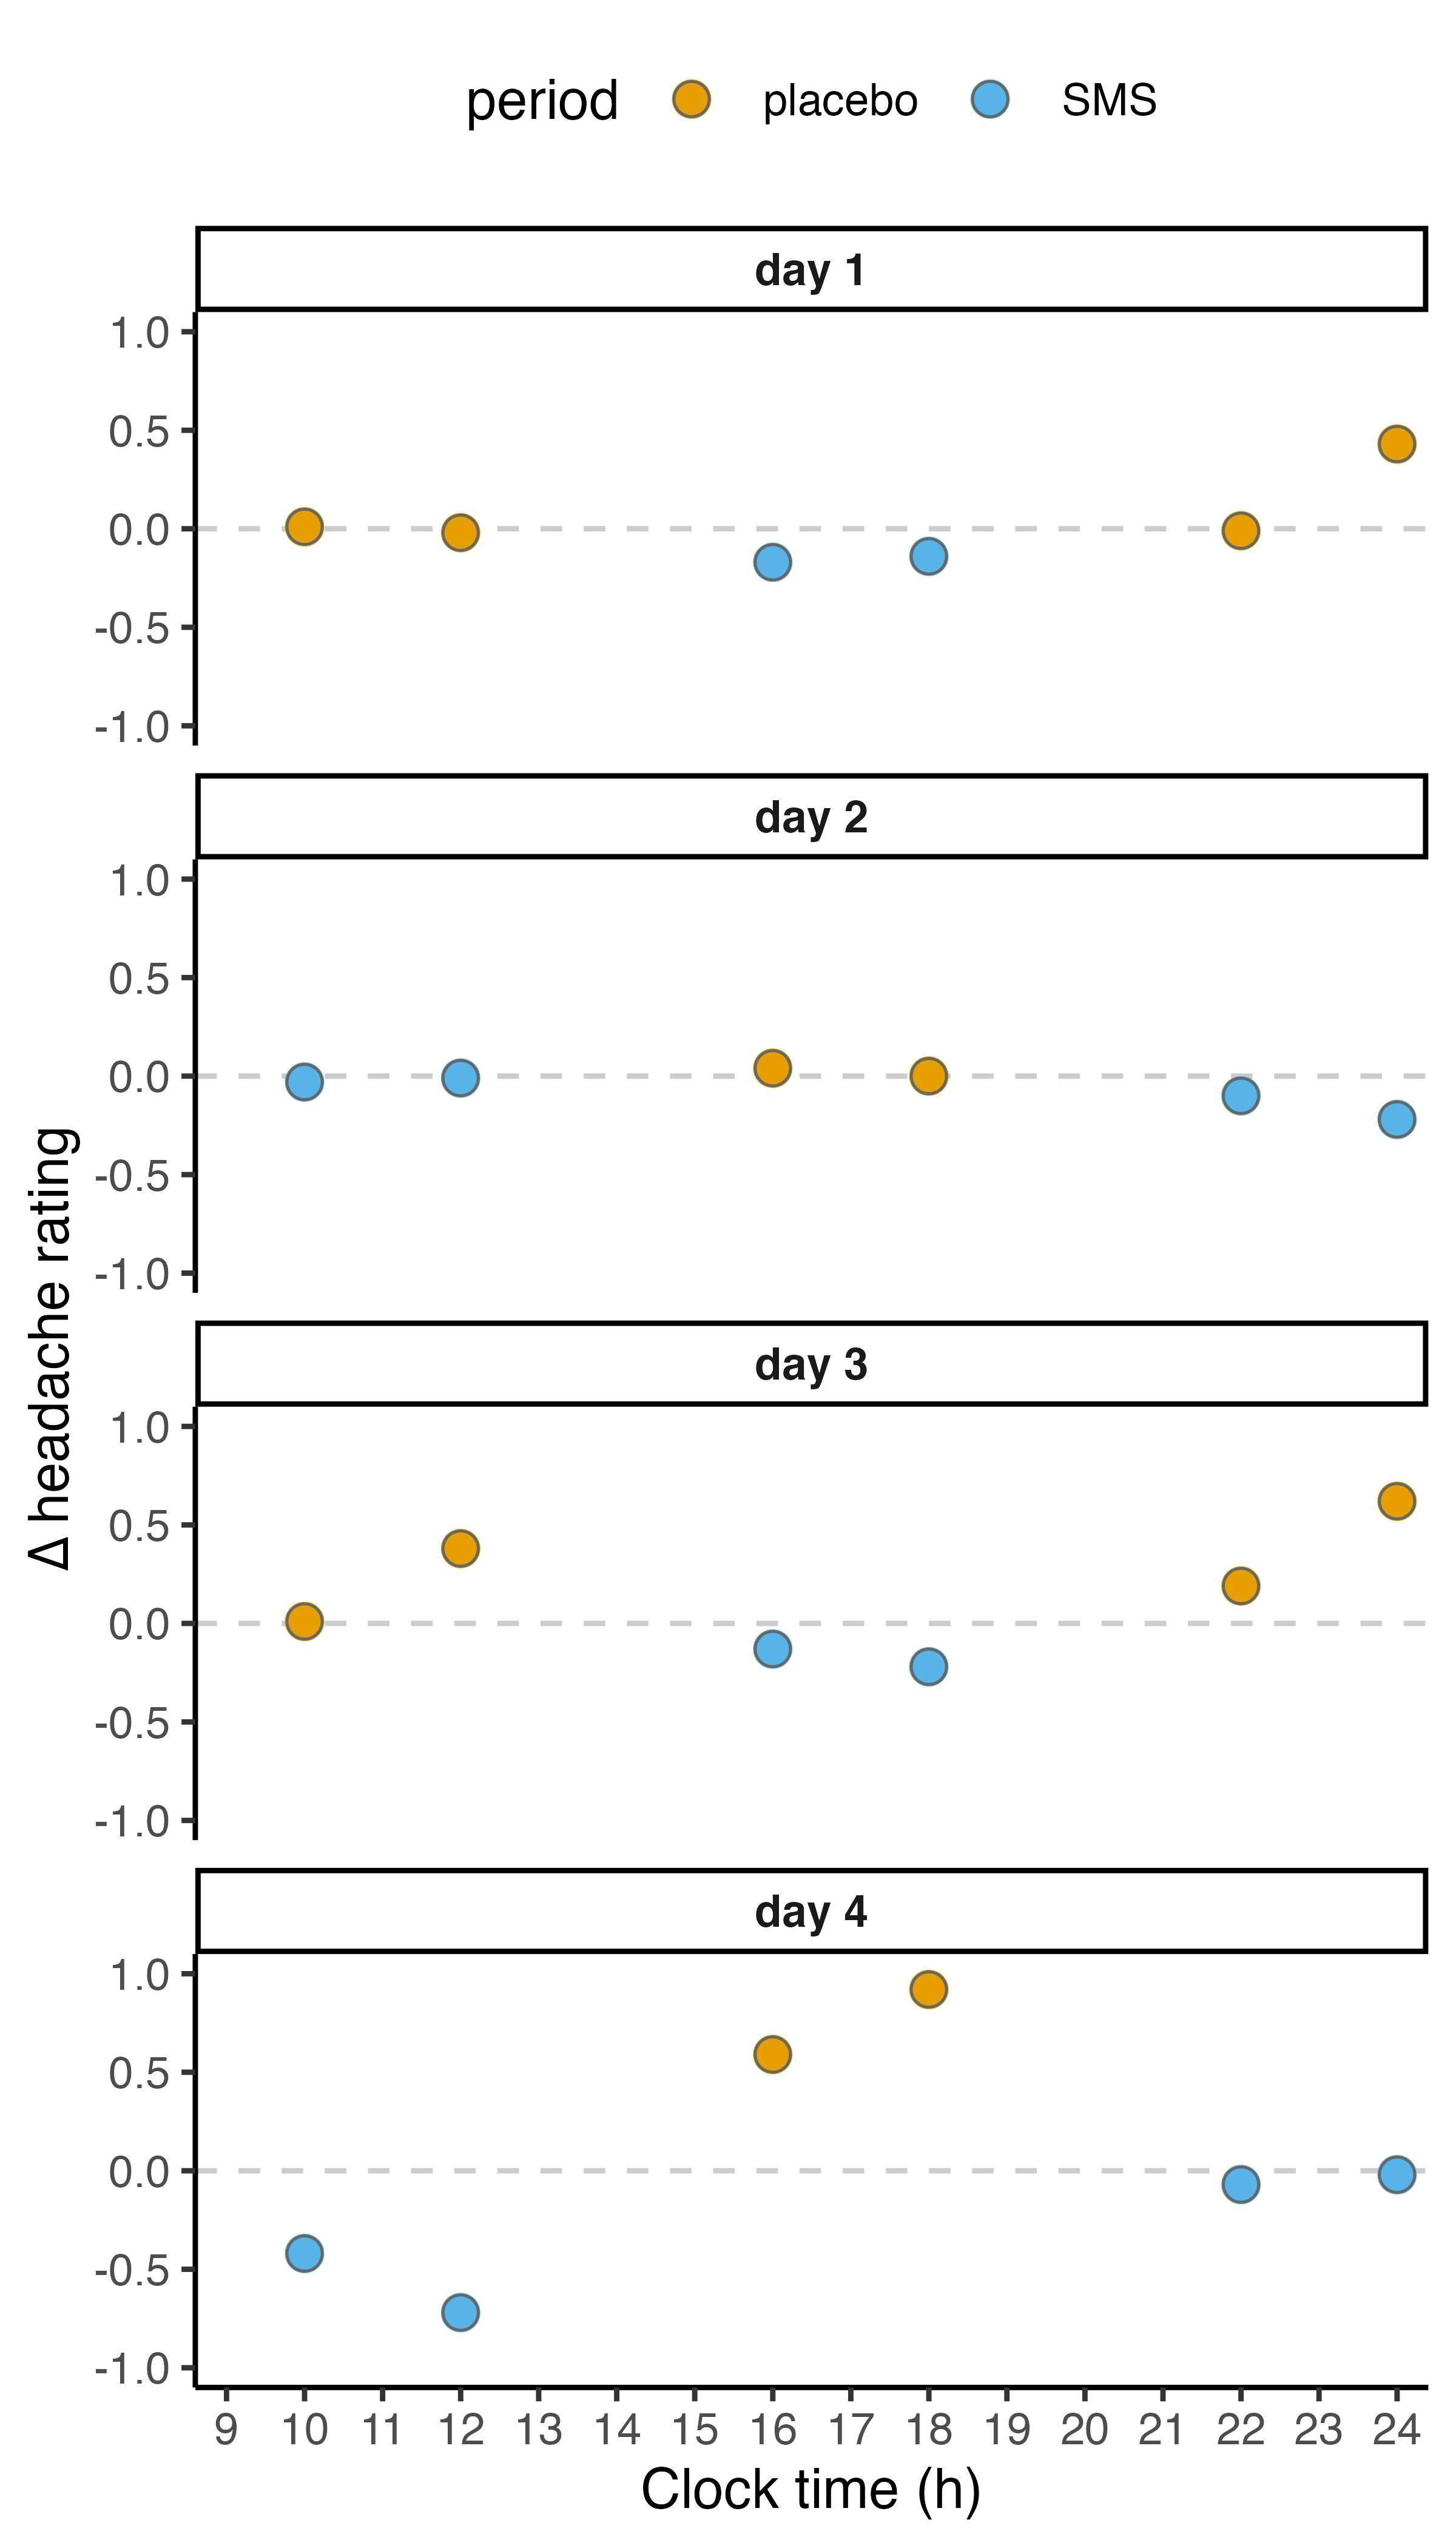 period placebo SMS
day 1
1.0
0.5
0.0
-0.5
-1.0
day 2
1.0
0.5
0.0
-0.5
-1.0
day 3
1.0
0.5
0.0
-0.5
-1.0
day 4
1.0
0.5
0.0
-0.5
-1.0
Δ headache rating
9 10 11 12 13 14 15 16 17 18 19 20 21 22 23 24
Clock time (h)